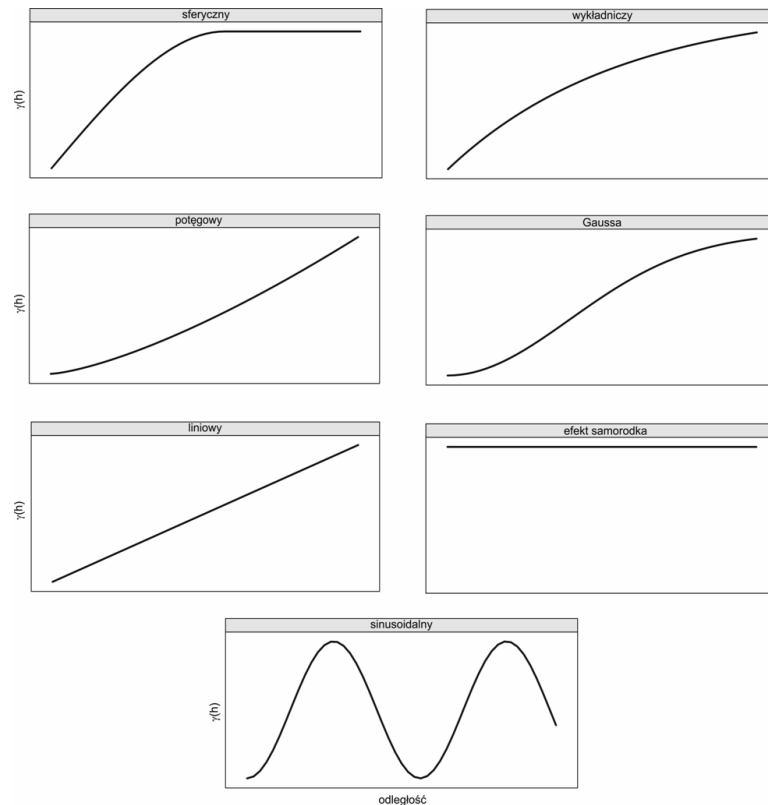 sferyczny
wykładniczy
γ(h)
potęgowy
Gaussa
γ(h)
liniowy
efekt samorodka
γ(h)
sinusoidalny
γ(h)
odległość